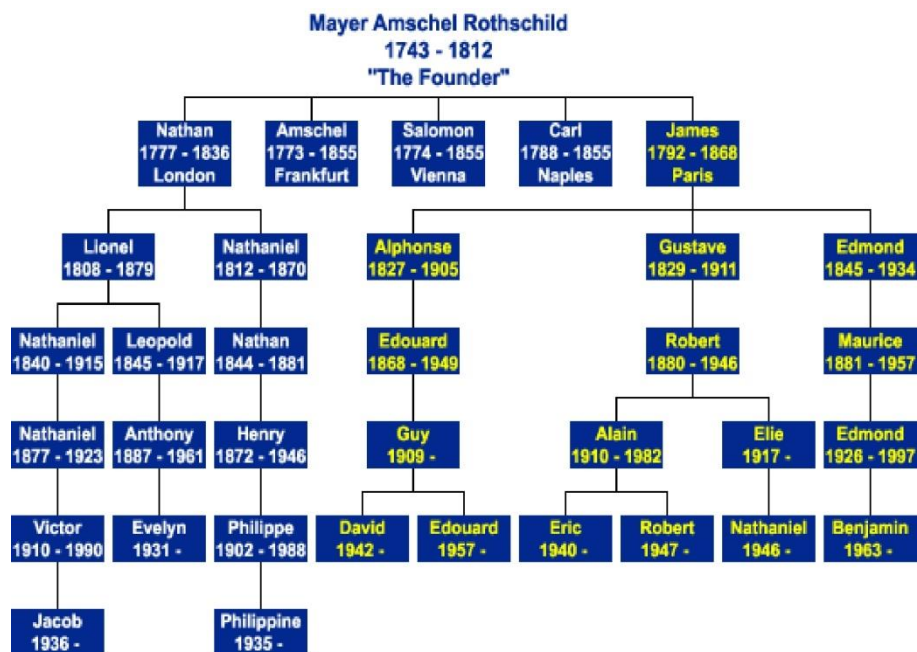 Mayer Amschel Rothschild
1743 - 1812
"The Founder"
Nathan
1777 - 1836
London
Amschel
1773 - 1855
Frankfurt
Salomon
1774 - 1855
Vienna
Carl
1788 - 1855
Naples
James
1792 - 1868
Paris
Lionel
1808 - 1879
Nathaniel
1812 - 1870
Alphonse
1827 - 1905
Gustave
1829 - 1911
Edmond
1845 - 1934
Nathaniel
1840 - 1915
Leopold
1845 - 1917
Nathan
1844 - 1881
Edouard
1868 - 1949
Robert
1880 - 1946
Maurice
1881 - 1957
Nathaniel
1877 - 1923
Anthony
1887 - 1961
Henry
1872 - 1946
Guy
1909 -
Alain
1910 - 1982
Elie
1917 -
Edmond
1926 - 1997
Victor
1910 - 1990
Evelyn
1931 -
Philippe
1902 - 1988
David
1942 -
Edouard
1957 -
Eric
1940 -
Robert
1947 -
Nathaniel
1946 -
Benjamin
1963 -
Jacob
1936 -
Philippine
1935 -